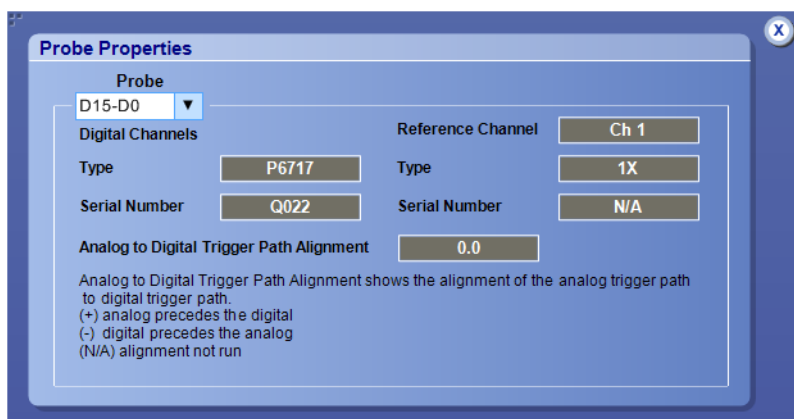 Probe Properties
X
Probe
D15-D0
Digital Channels
Reference Channel Ch 1
Type P6717 Type 1X
Serial Number Q022 Serial Number N/A
Analog to Digital Trigger Path Alignment 0.0
Analog to Digital Trigger Path Alignment shows the alignment of the analog trigger path
to digital trigger path.
(+) analog precedes the digital
(-) digital precedes the analog
(N/A) alignment not run